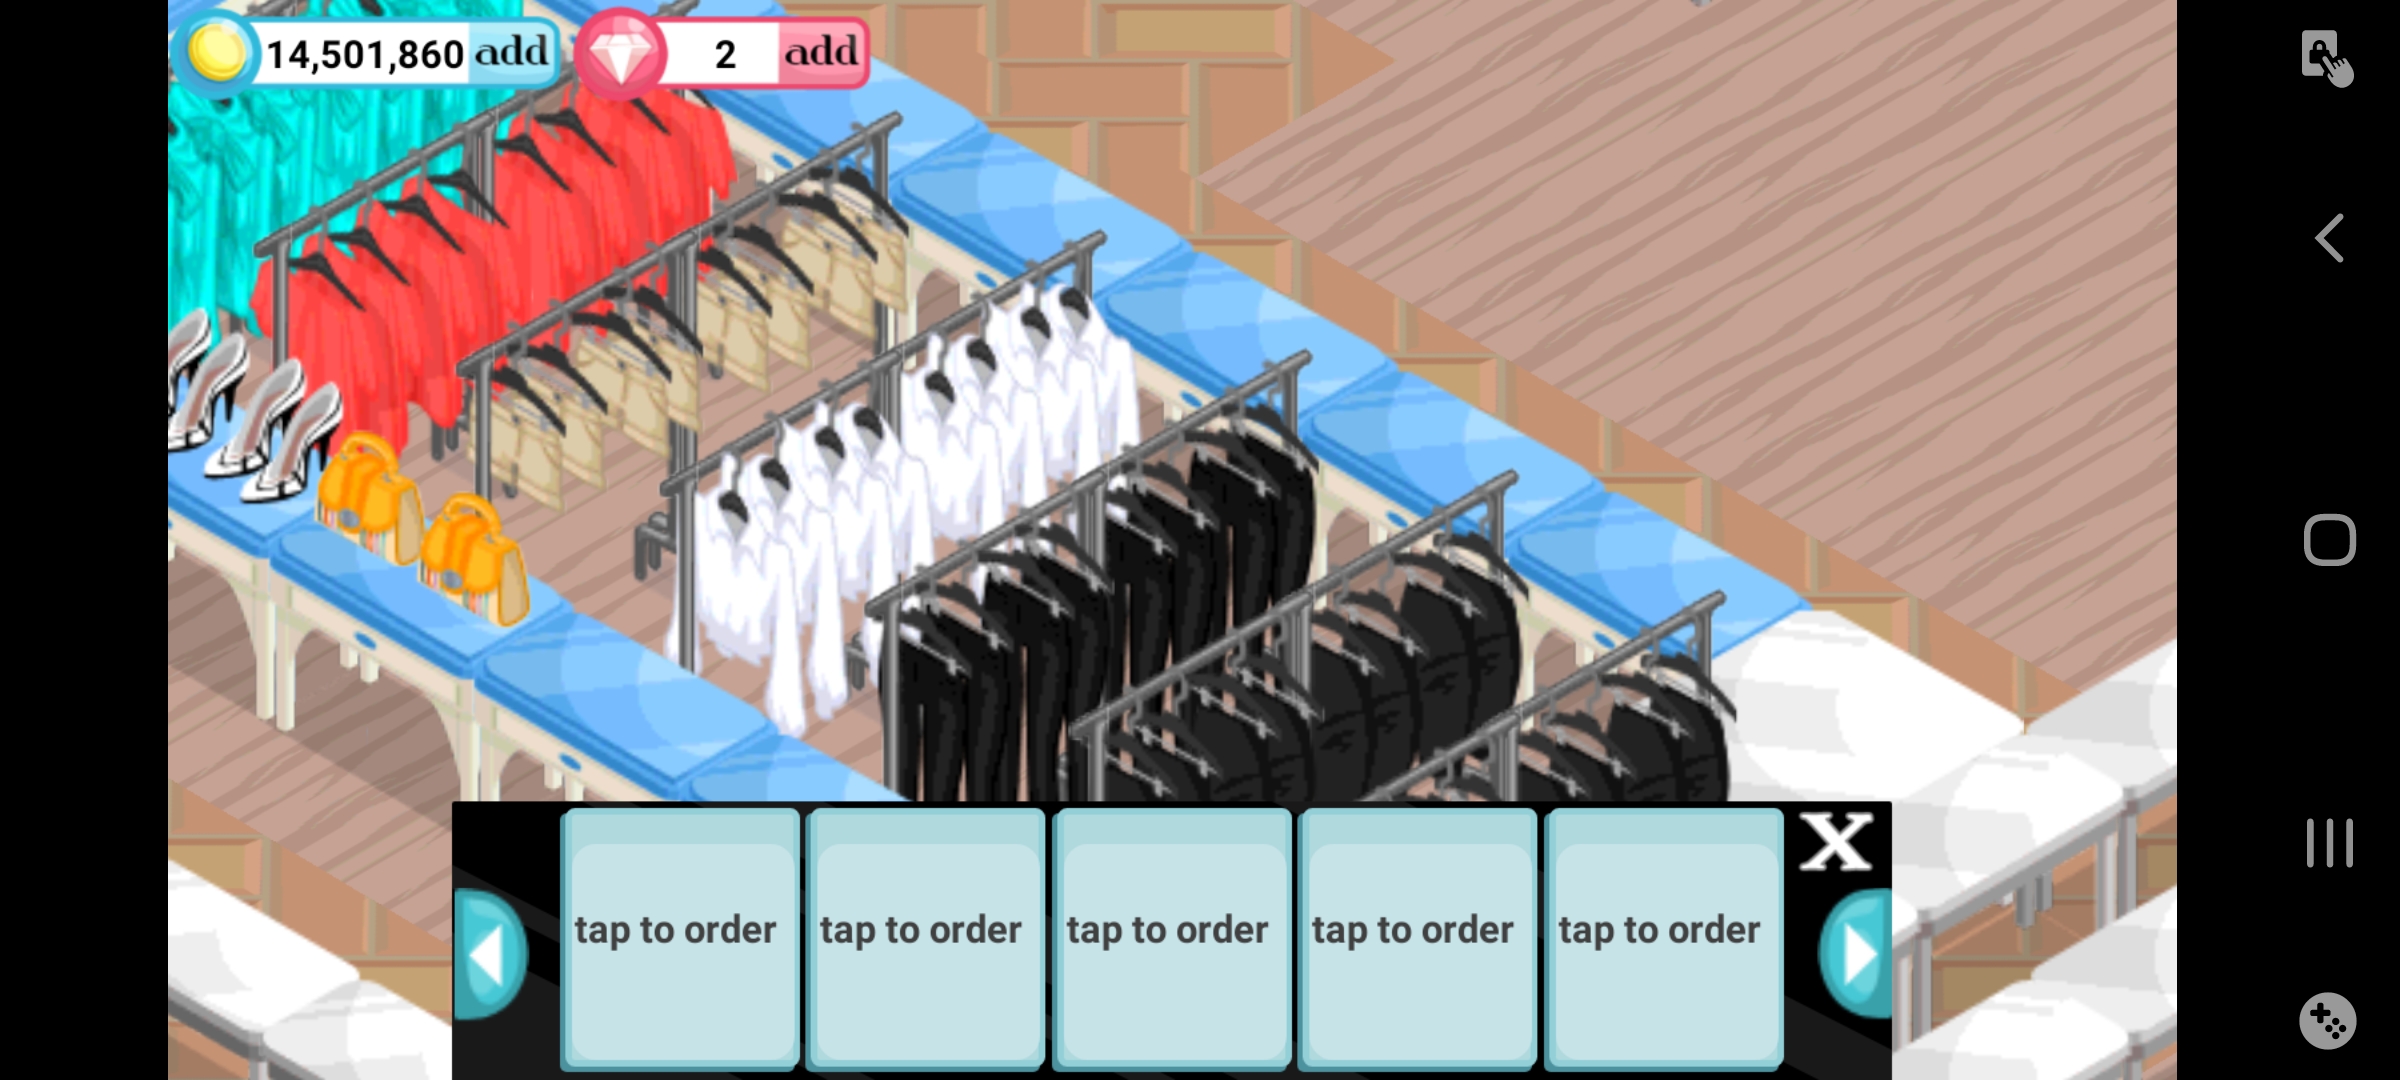 14,501,860 add 2 add
X
tap to order tap to order tap to order tap to order tap to order